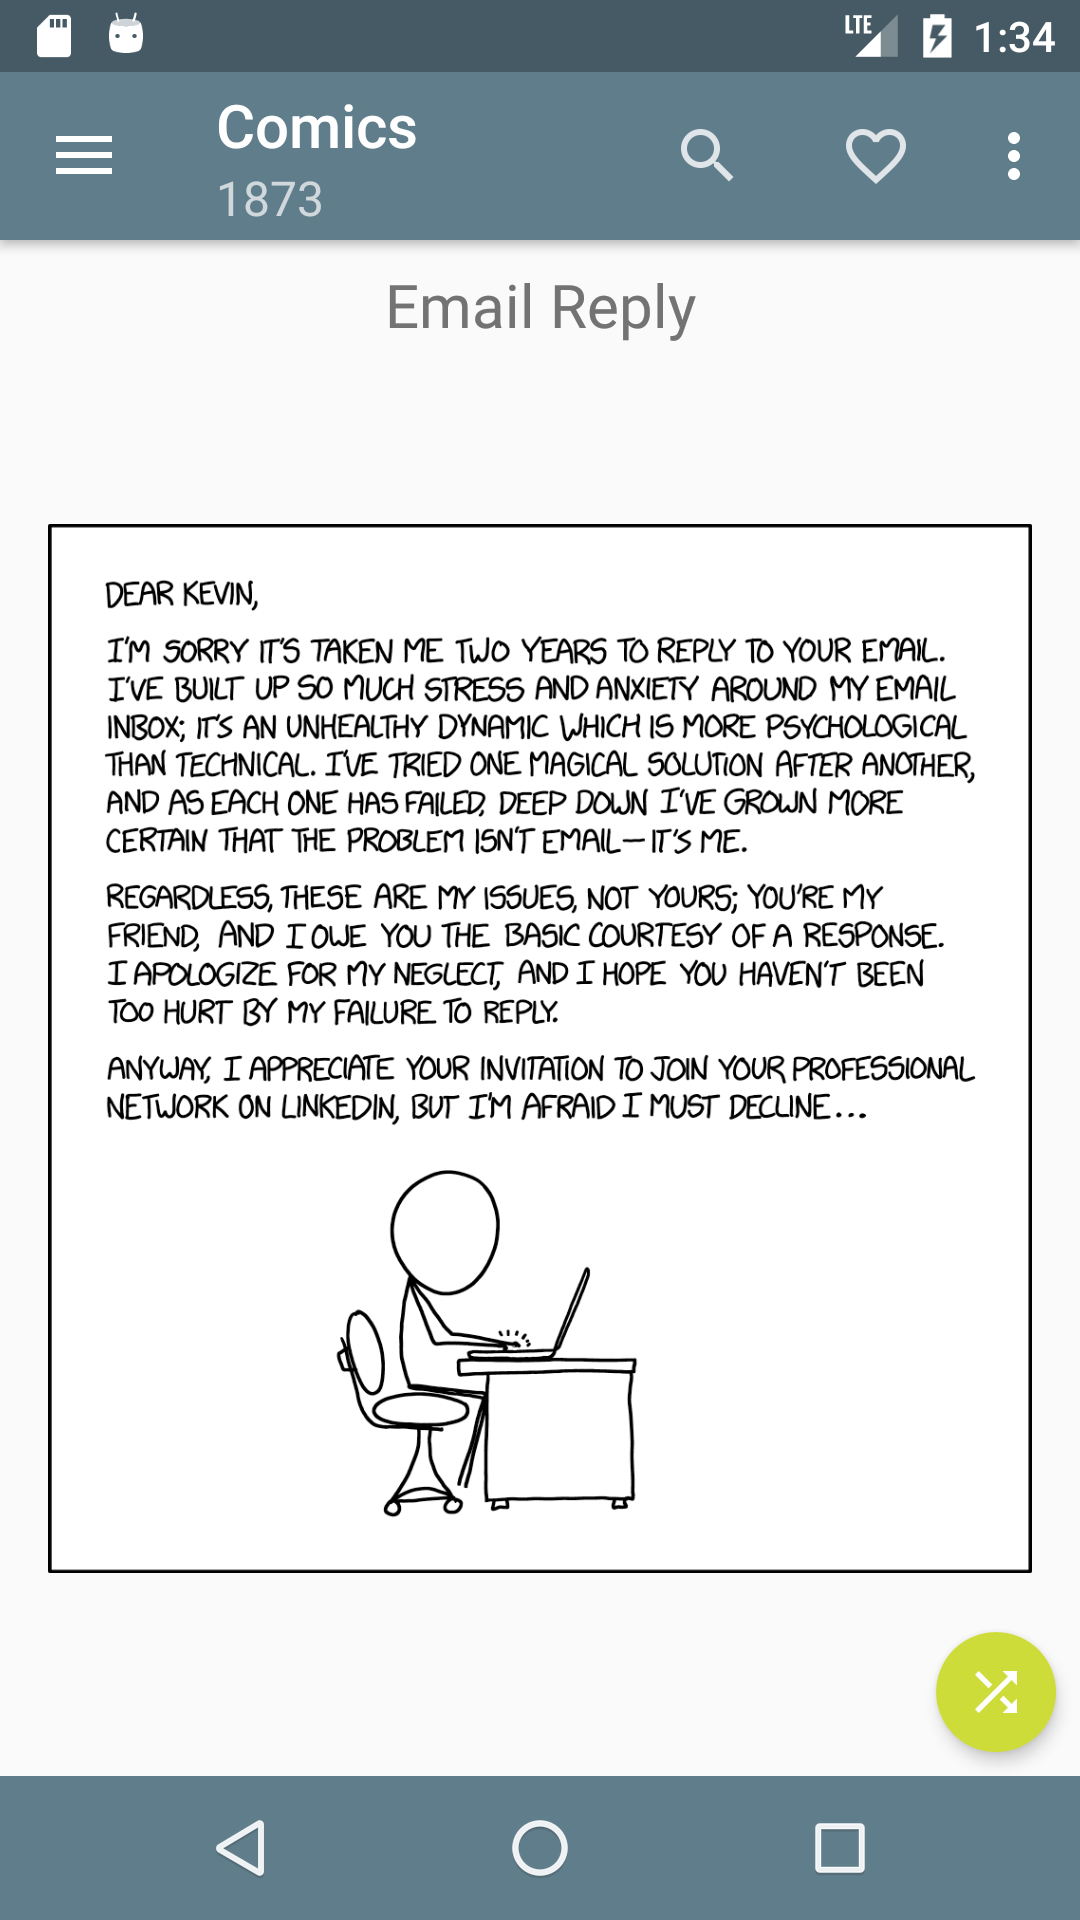 LTE 1:34
Comics
1873
Email Reply
DEAR KEVIN,
I'M SORRY IT'S TAKEN ME TWO YEARS TO REPLY TO YOUR EMAIL.
I'VE BUILT UP SO MUCH STRESS AND ANXIETY AROUND MY EMAIL
INBOX; IT'S AN UNHEALTHY DYNAMIC WHICH IS MORE PSYCHOLOGICAL
THAN TECHNICAL. I'VE TRIED ONE MAGICAL SOLUTION AFTER ANOTHER,
AND AS EACH ONE HAS FAILED, DEEP DOWN I'VE GROWN MORE
CERTAIN THAT THE PROBLEM ISN'T EMAIL—IT'S ME.
REGARDLESS, THESE ARE MY ISSUES, NOT YOURS; YOU'RE MY
FRIEND, AND I OWE YOU THE BASIC COURTESY OF A RESPONSE.
I APOLOGIZE FOR MY NEGLECT, AND I HOPE YOU HAVEN'T BEEN
TOO HURT BY MY FAILURE TO REPLY.
ANYWAY, I APPRECIATE YOUR INVITATION TO JOIN YOUR PROFESSIONAL
NETWORK ON LINKEDIN, BUT I'M AFRAID I MUST DECLINE...